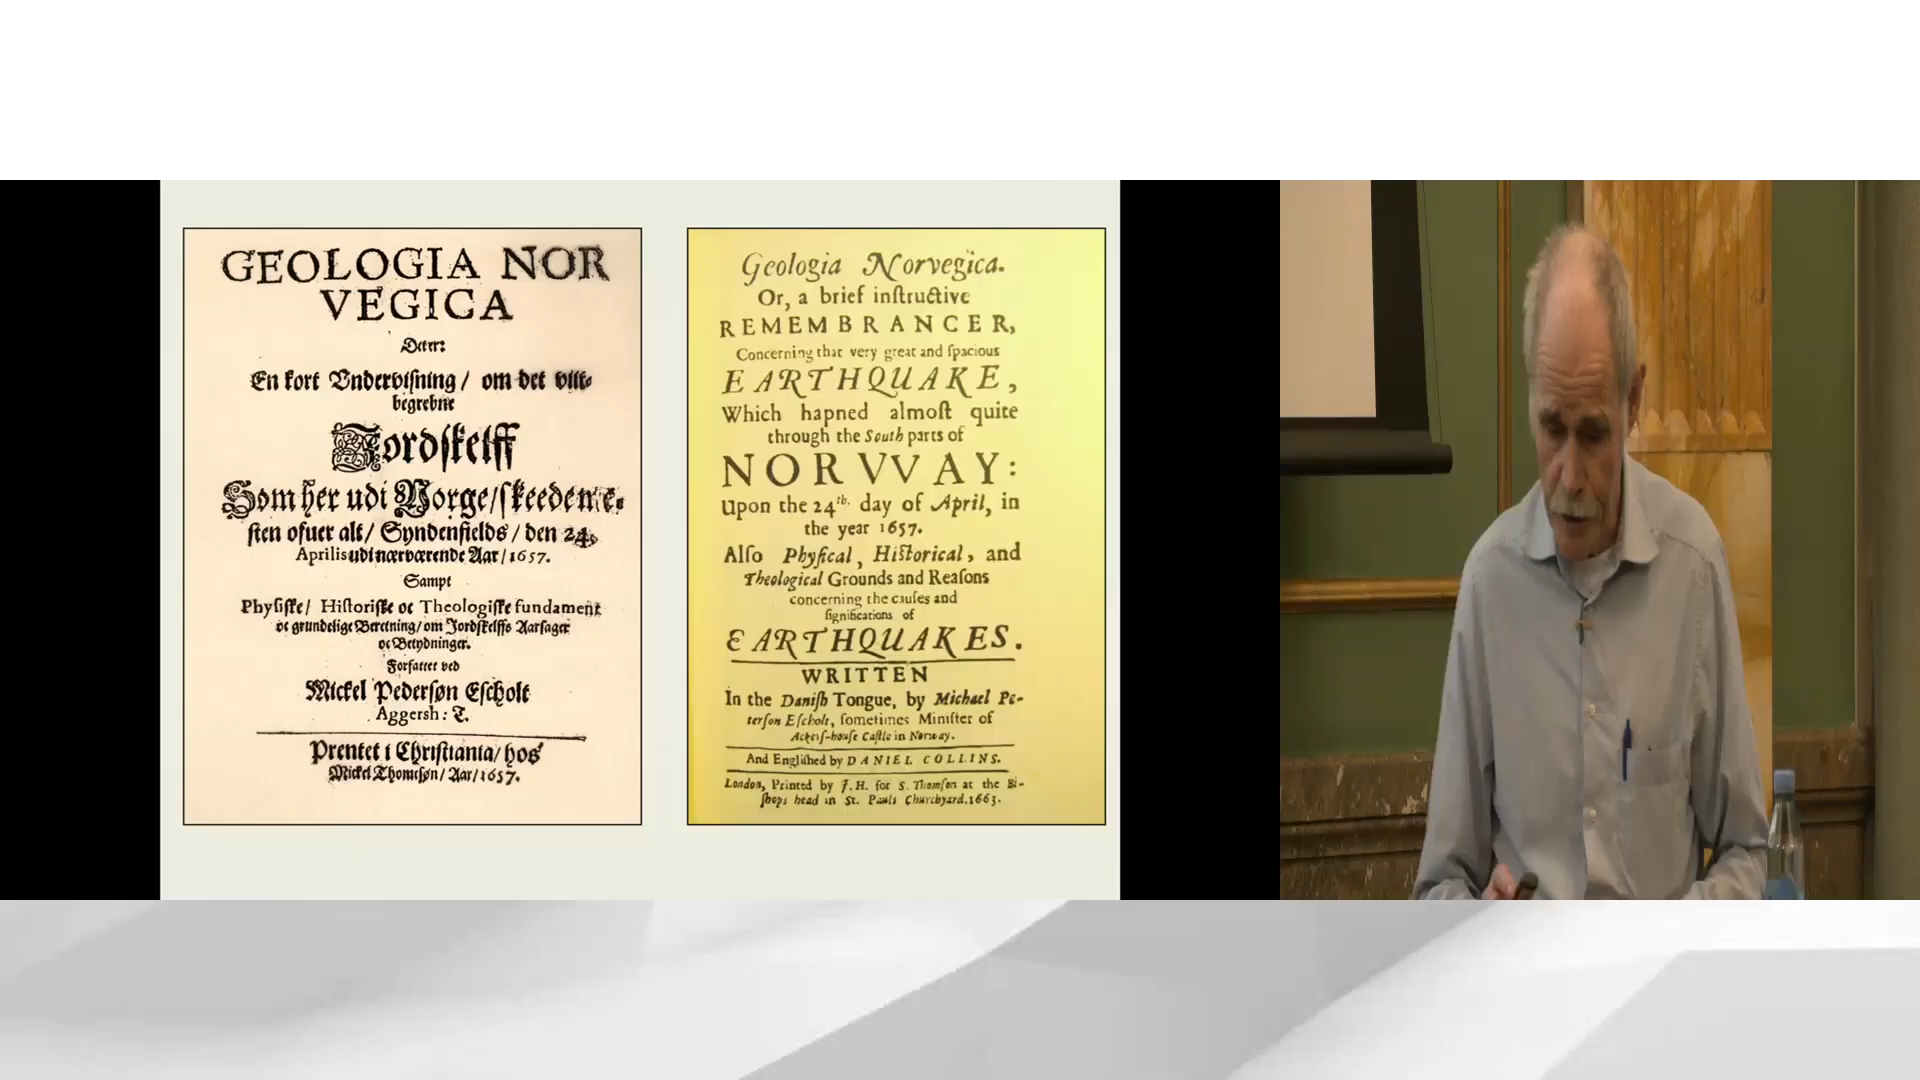 GEOLOGIA NOR
VEGICA
Det er:
En kort Vndervisning / om det vilt-
begrebne
Jordskelff
Som her udi Norge/skeeden e-
sten ofuer alt/ Syndenfields/ den 24.
Aprilis udi nærværende Aar/1657.
Sampt
Physiske/ Historiske oc Theologiske fundament
oc grundelige Beretning/om Jordskelffs Aarsager
oc Betydninger.
Forfattet ved
Mickel Pedersøn Escholt
Aggersh: T.
Prentet i Christiania/hos
Mickel Thomesøn/Aar/1657.
Geologia Norvegica.
Or, a brief inſtructive
REMEMBRANCER,
Concerning that very great and ſpacious
EARTHQUAKE,
Which hapned almoſt quite
through the South parts of
NORVVAY:
Upon the 24th. day of April, in
the year 1657.
Alſo Phyſical, Hiſtorical, and
Theological Grounds and Reaſons
concerning the cauſes and
ſignifications of
EARTHQUAKES.
WRITTEN
In the Daniſh Tongue, by Michael Pe-
terſon Eſcholt, ſometimes Miniſter of
Ackerſ-houſe Caſtle in Norway.
And Engliſhed by DANIEL COLLINS.
London, Printed by J. H. for S. Thomſon at the Bi-
ſhops head in St. Pauls Churchyard. 1663.